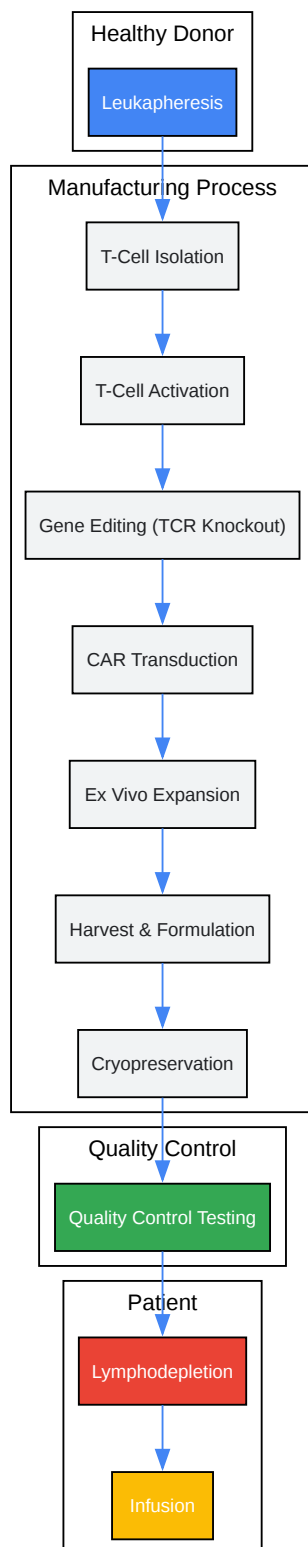 Healthy Donor
Leukapheresis
Manufacturing Process
T-Cell Isolation
T-Cell Activation
Gene Editing (TCR Knockout)
CAR Transduction
Ex Vivo Expansion
Harvest & Formulation
Cryopreservation
Quality Control
Quality Control Testing
Patient
Lymphodepletion
Infusion